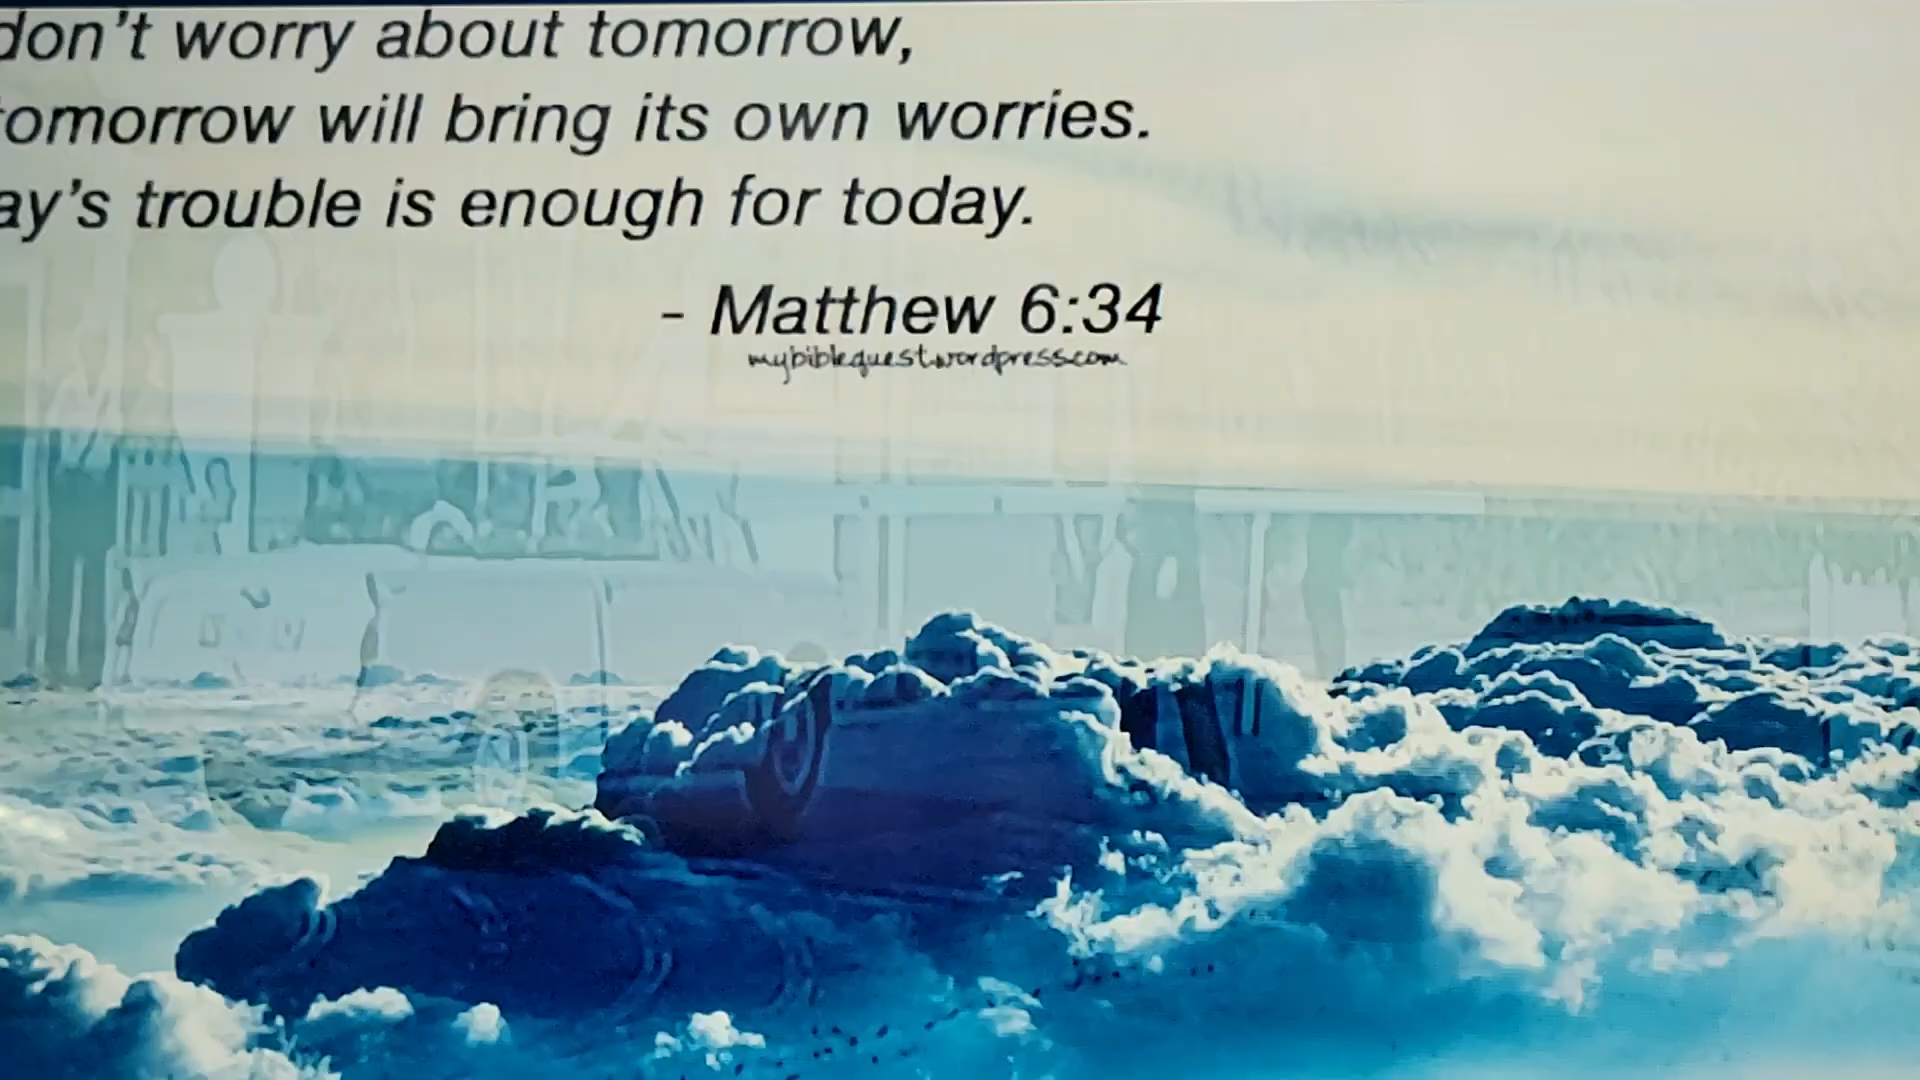 don't worry about tomorrow,
tomorrow will bring its own worries.
ay's trouble is enough for today.
- Matthew 6:34
mybiblequest.wordpress.com